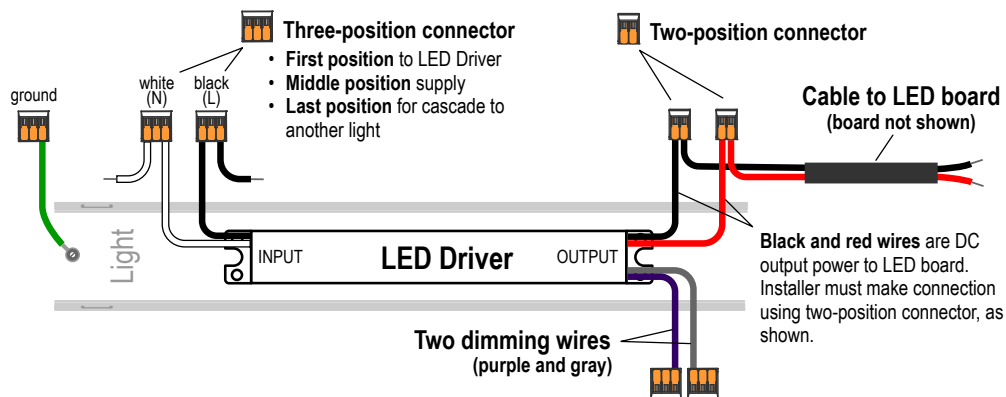 Three-position connector
• First position to LED Driver
• Middle position supply
• Last position for cascade to
another light
Two-position connector
ground
white
(N)
black
(L)
Cable to LED board
(board not shown)
Light
INPUT
LED Driver
OUTPUT
Black and red wires are DC
output power to LED board.
Installer must make connection
using two-position connector, as
shown.
Two dimming wires
(purple and gray)